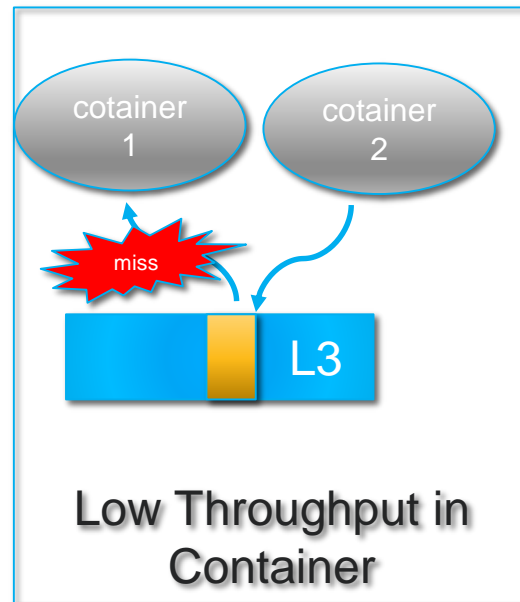 cotainer
1
cotainer
2
miss
L3
Low Throughput in
Container